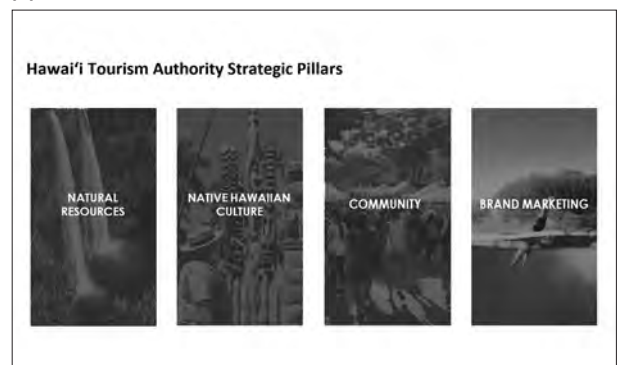 Hawai‘i Tourism Authority Strategic Pillars
NATURAL
RESOURCES
NATIVE HAWAIIAN
CULTURE
COMMUNITY
BRAND MARKETING